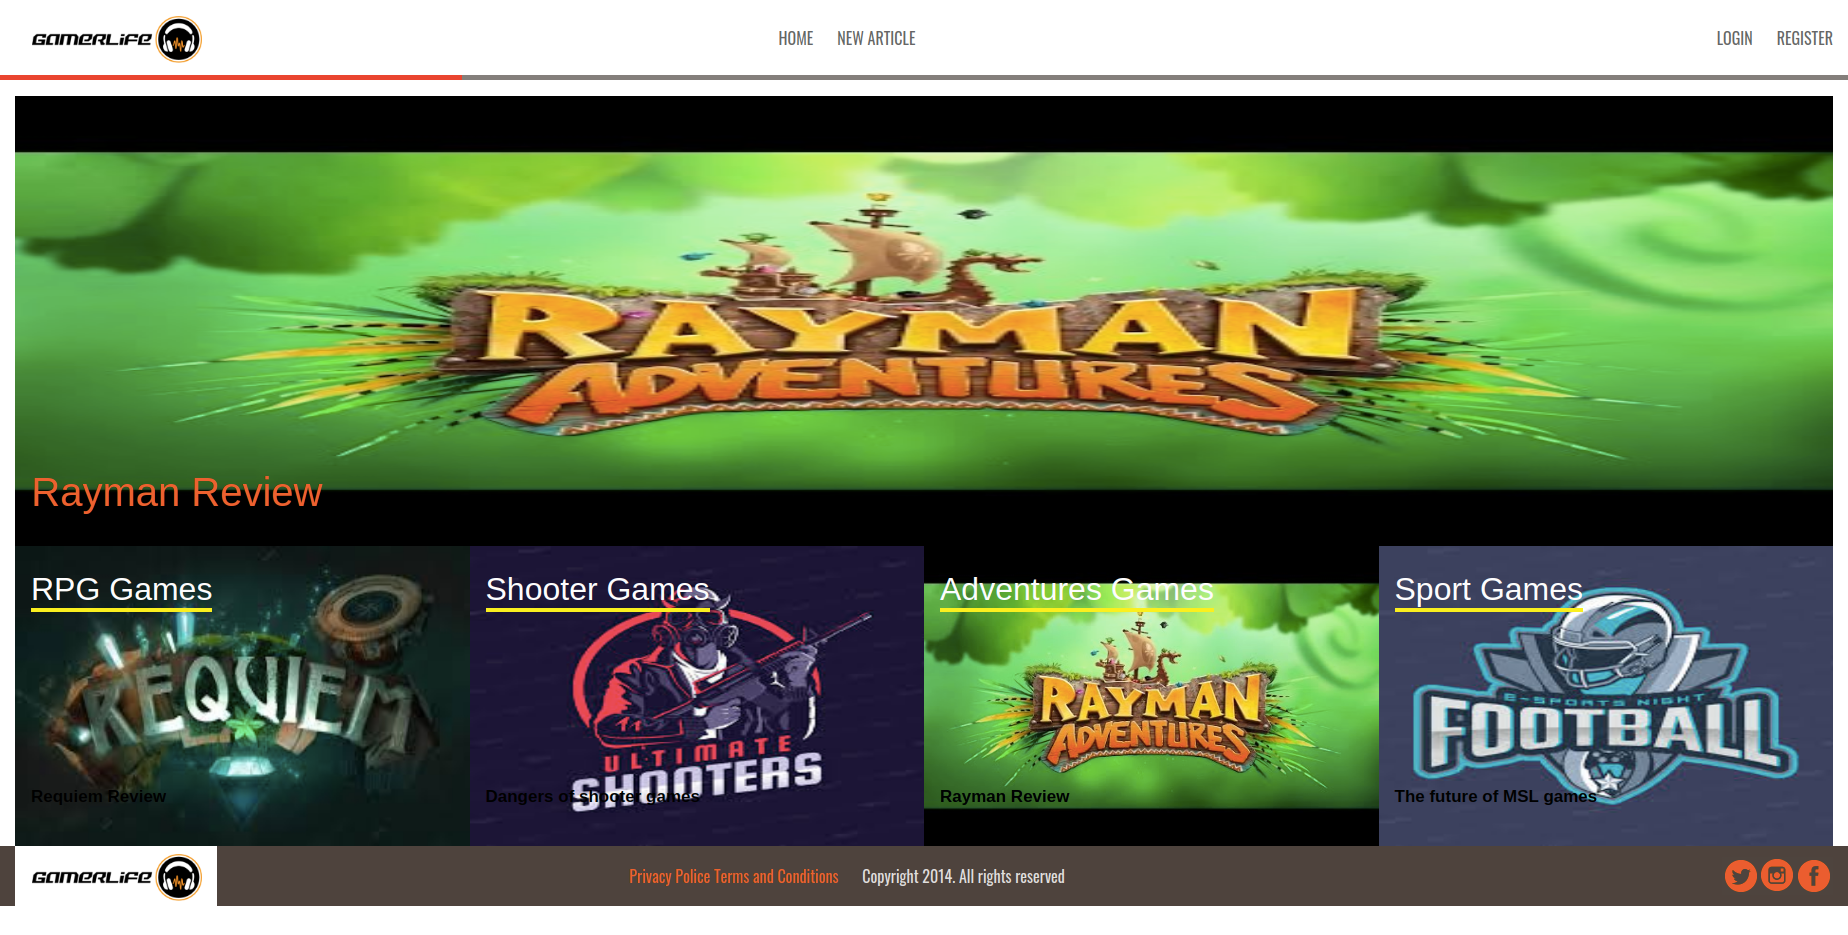 GAMERLiFE
HOME NEW ARTICLE
LOGIN REGISTER
RAYMAN
ADVENTURES
Rayman Review
RPG Games
REQUIEM
Requiem Review
Shooter Games
ULTIMATE
SHOOTERS
Dangers of shooter games
Adventures Games
RAYMAN
ADVENTURES
Rayman Review
Sport Games
E-SPORTS NIGHT
FOOTBALL
The future of MSL games
GAMERLiFE
Privacy Police Terms and Conditions Copyright 2014. All rights reserved